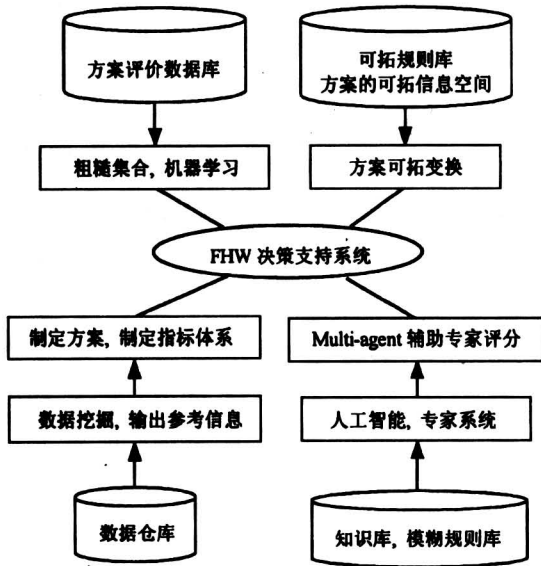 方案评价数据库
可拓规则库
方案的可拓信息空间
粗糙集合, 机器学习
方案可拓变换
FHW 决策支持系统
制定方案, 制定指标体系
Multi-agent 辅助专家评分
数据挖掘, 输出参考信息
人工智能, 专家系统
数据仓库
知识库, 模糊规则库